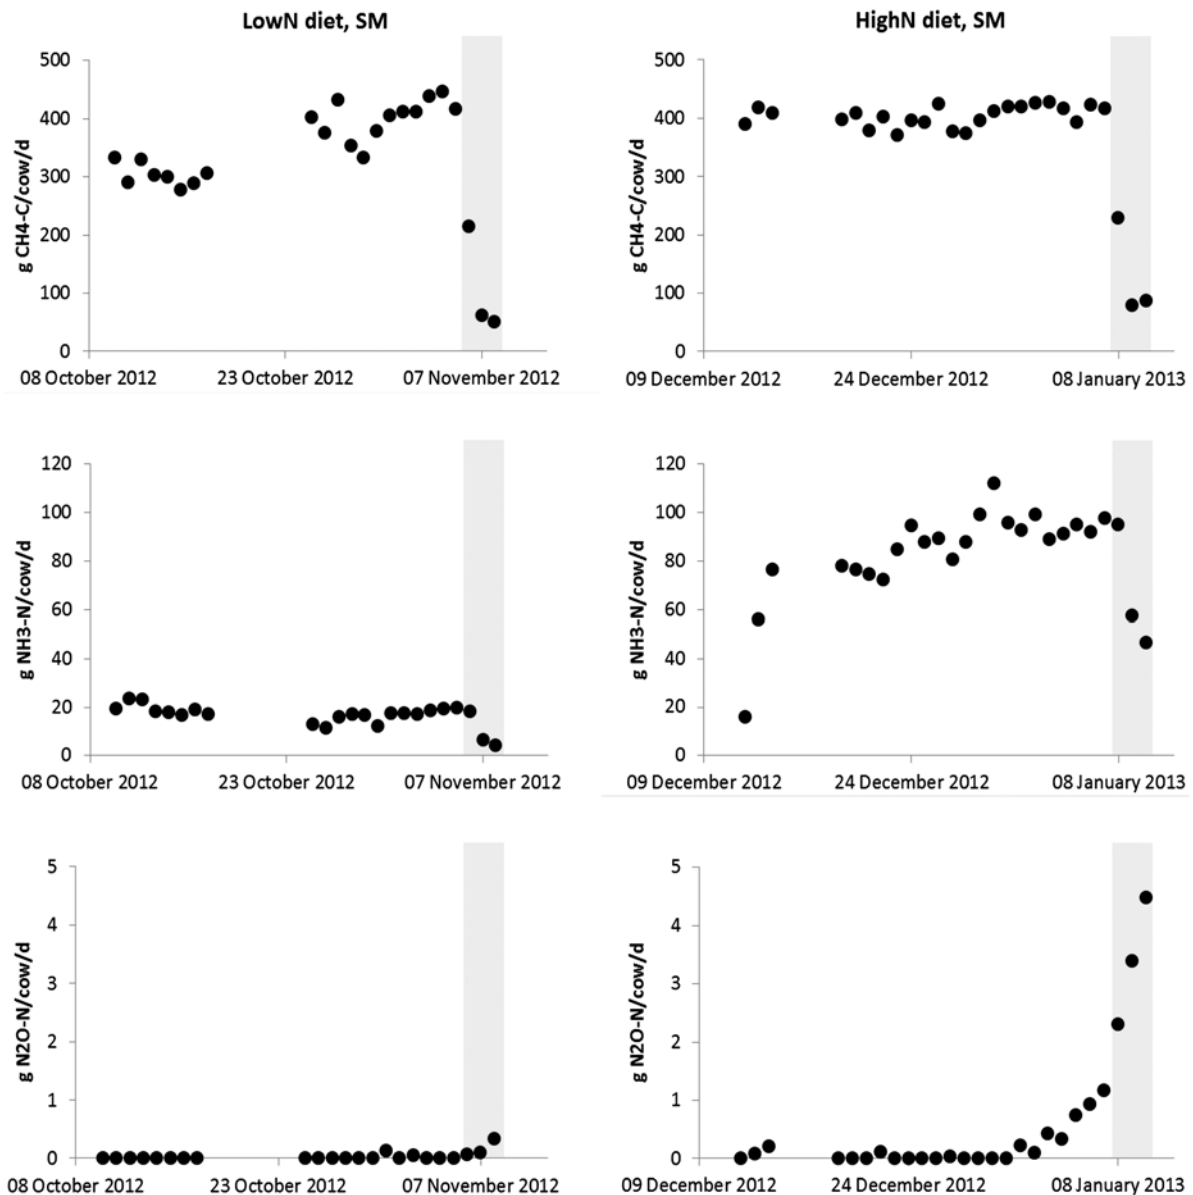 LowN diet, SM
g CH4-C/cow/d
500
400
300
200
100
0
08 October 2012 23 October 2012 07 November 2012
HighN diet, SM
g CH4-C/cow/d
500
400
300
200
100
0
09 December 2012 24 December 2012 08 January 2013
g NH3-N/cow/d
120
100
80
60
40
20
0
08 October 2012 23 October 2012 07 November 2012
g NH3-N/cow/d
120
100
80
60
40
20
0
09 December 2012 24 December 2012 08 January 2013
g N2O-N/cow/d
5
4
3
2
1
0
08 October 2012 23 October 2012 07 November 2012
g N2O-N/cow/d
5
4
3
2
1
0
09 December 2012 24 December 2012 08 January 2013